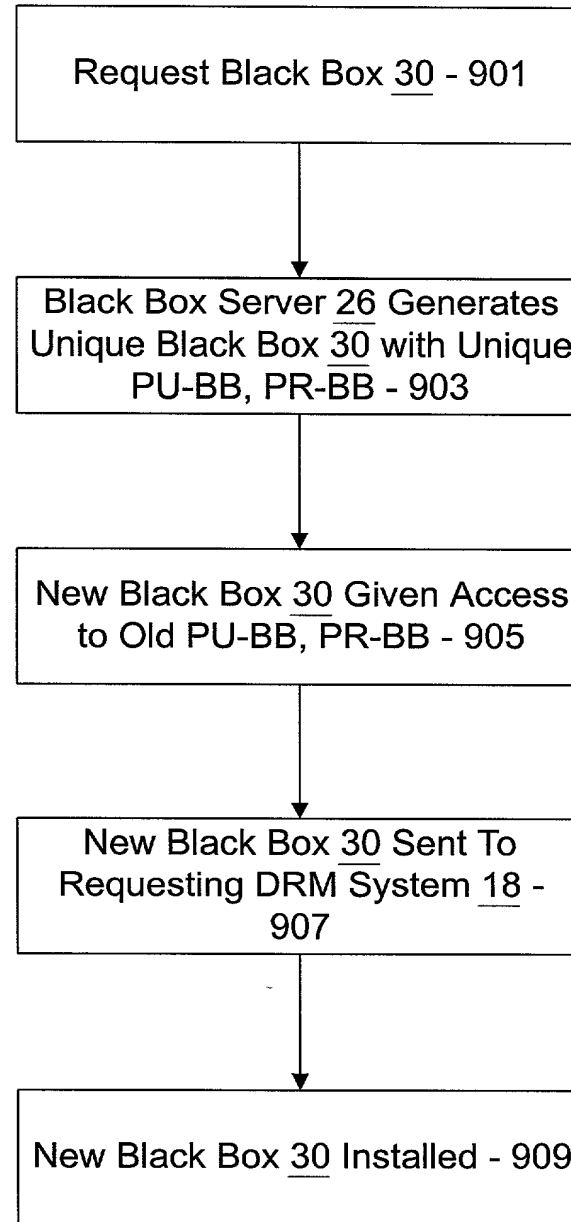 Request Black Box 30 - 901
Black Box Server 26 Generates
Unique Black Box 30 with Unique
PU-BB, PR-BB - 903
New Black Box 30 Given Access
to Old PU-BB, PR-BB - 905
New Black Box 30 Sent To
Requesting DRM System 18 -
907
New Black Box 30 Installed - 909